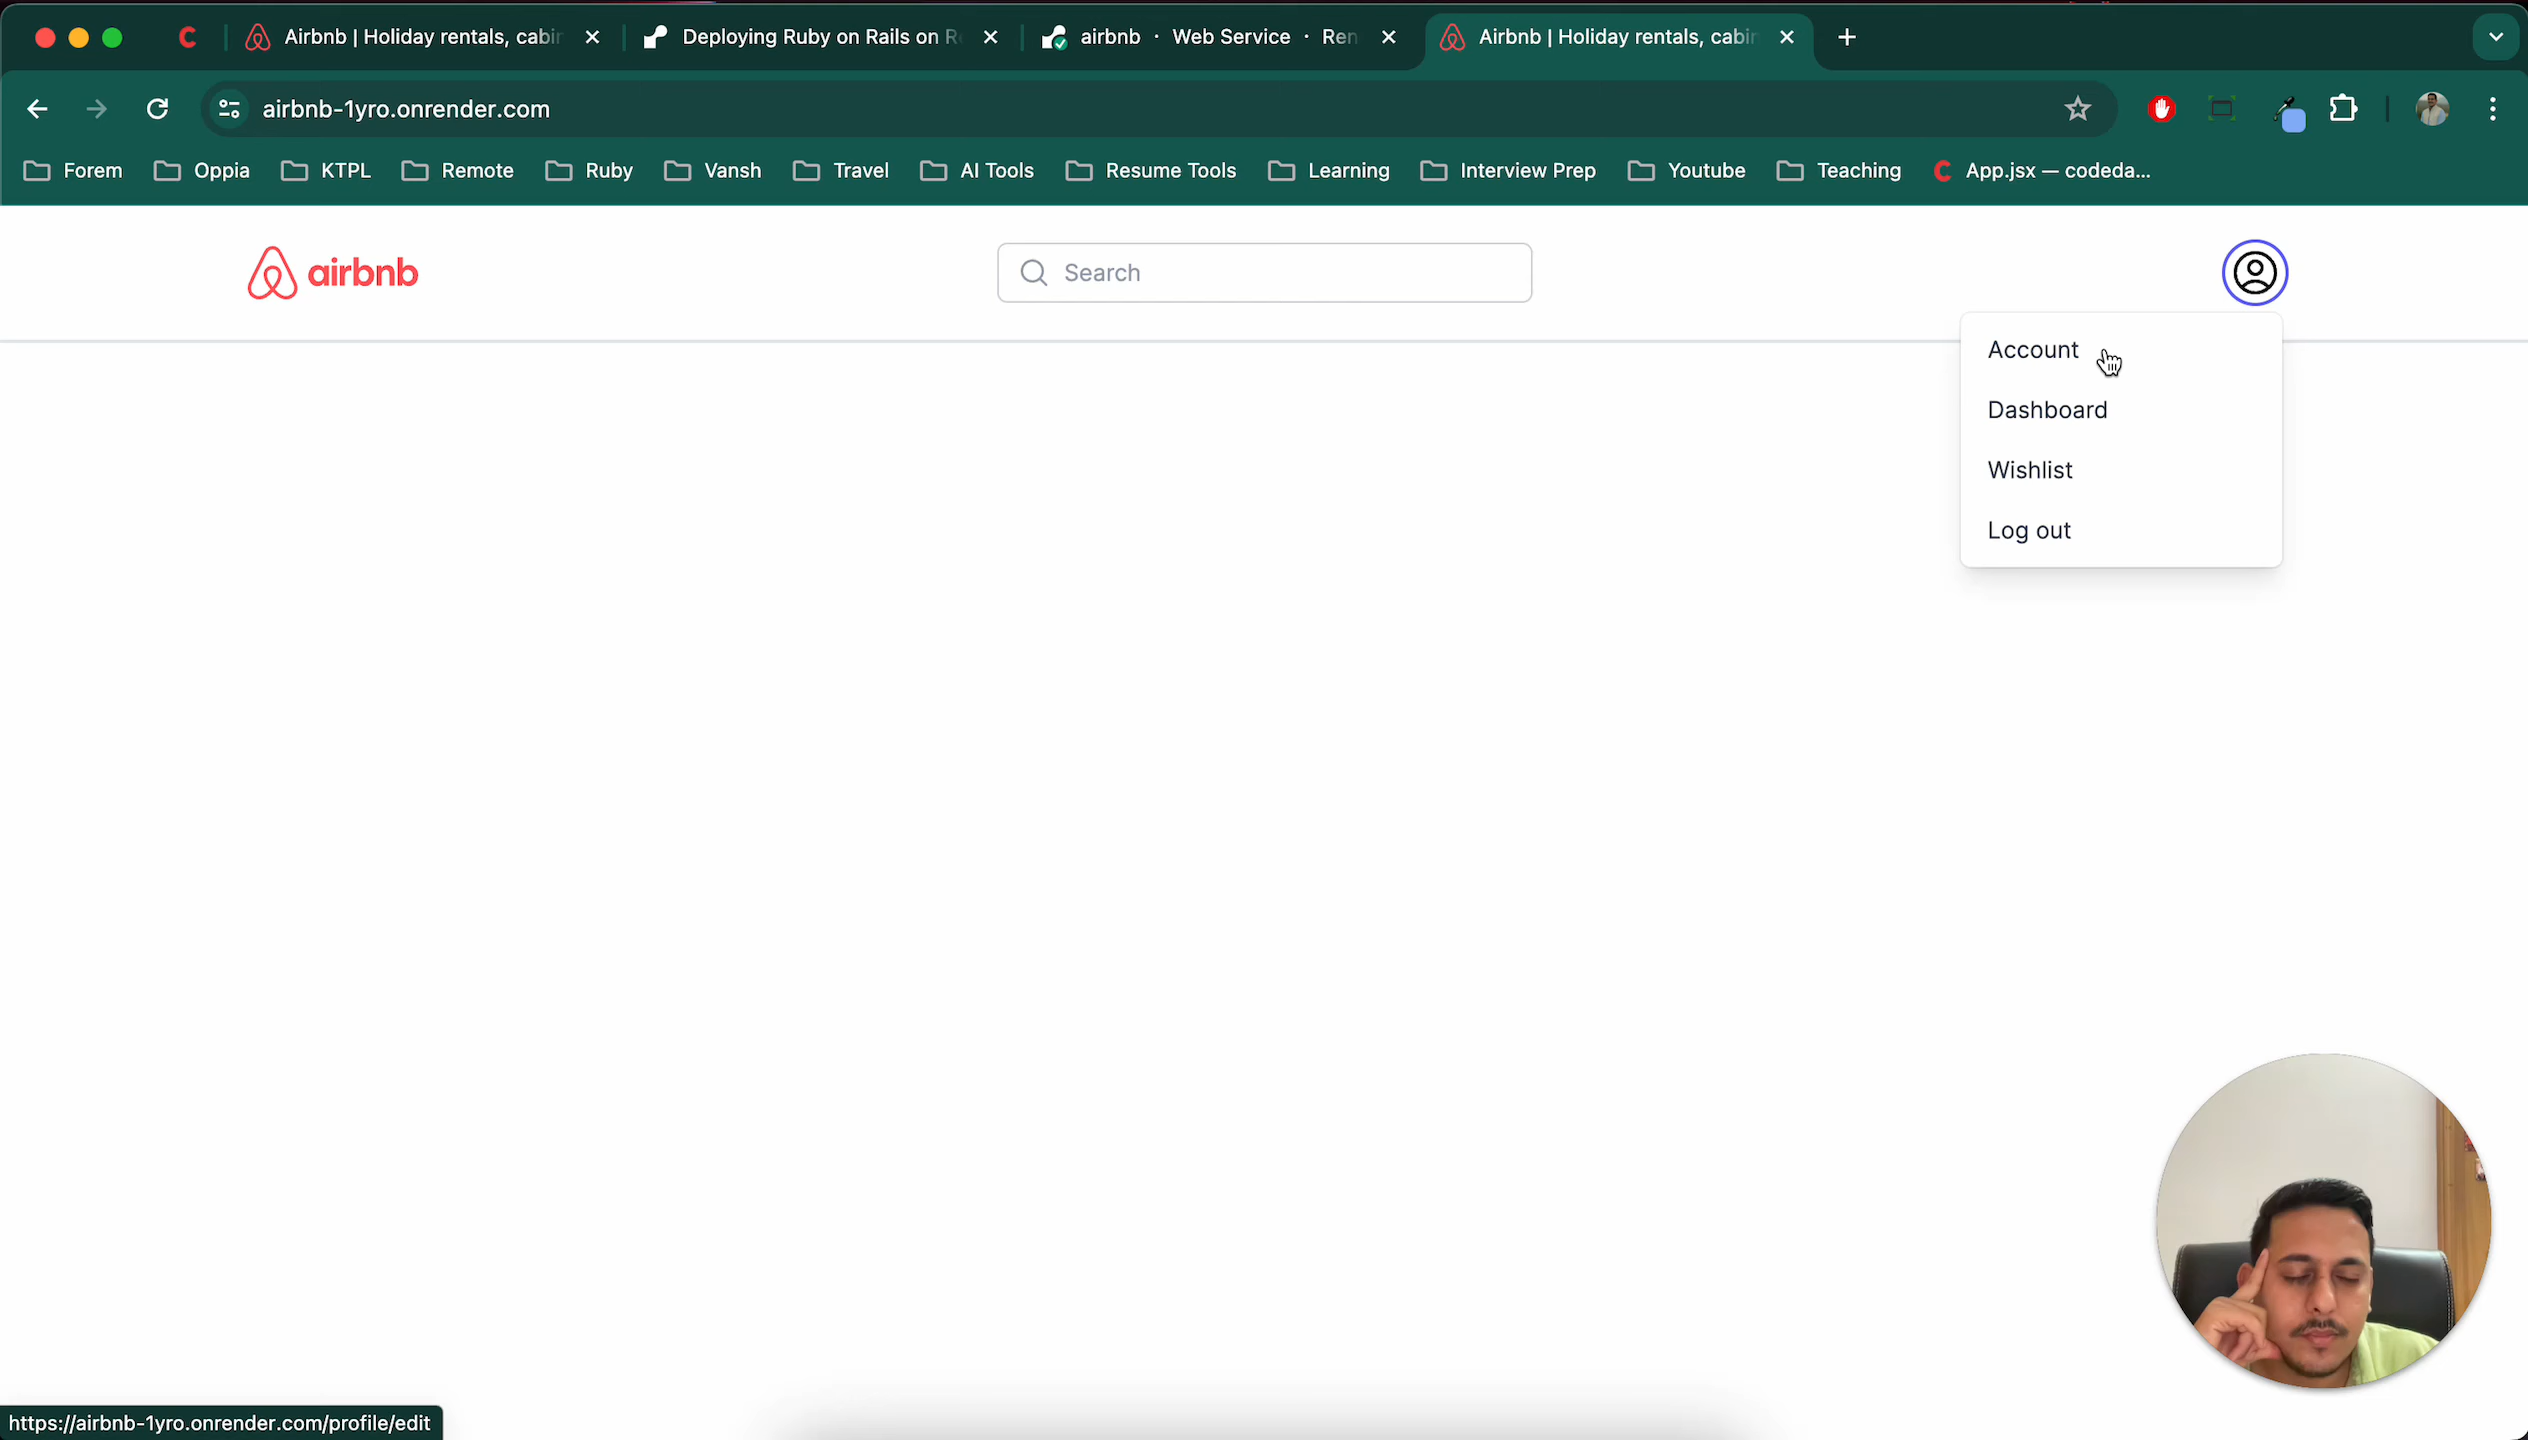 Airbnb | Holiday rentals, cabin
Deploying Ruby on Rails on R
airbnb · Web Service · Ren
Airbnb | Holiday rentals, cabin
airbnb-1yro.onrender.com
Forem
Oppia
KTPL
Remote
Ruby
Vansh
Travel
AI Tools
Resume Tools
Learning
Interview Prep
Youtube
Teaching
App.jsx — codeda...
airbnb
Search
Account
Dashboard
Wishlist
Log out
https://airbnb-1yro.onrender.com/profile/edit